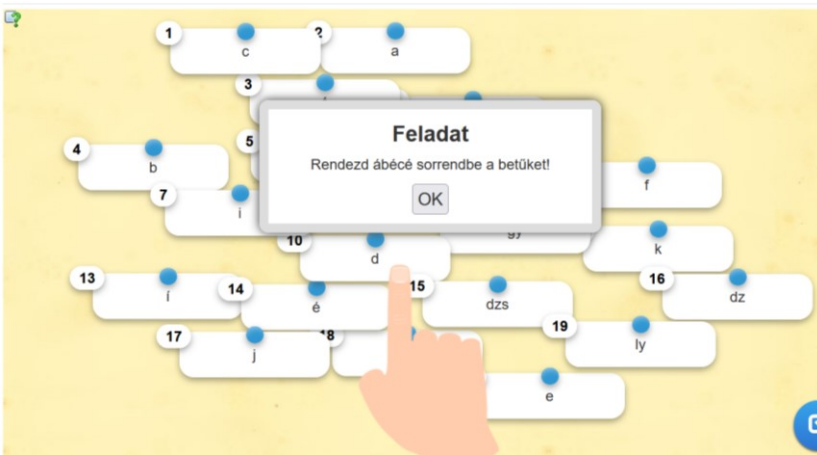 1
c
2
a
3
Feladat
Rendezd ábécé sorrendbe a betűket!
OK
4
b
5
f
7
i
gy
10
d
k
13
í
14
é
15
dzs
16
dz
17
j
18
19
ly
e